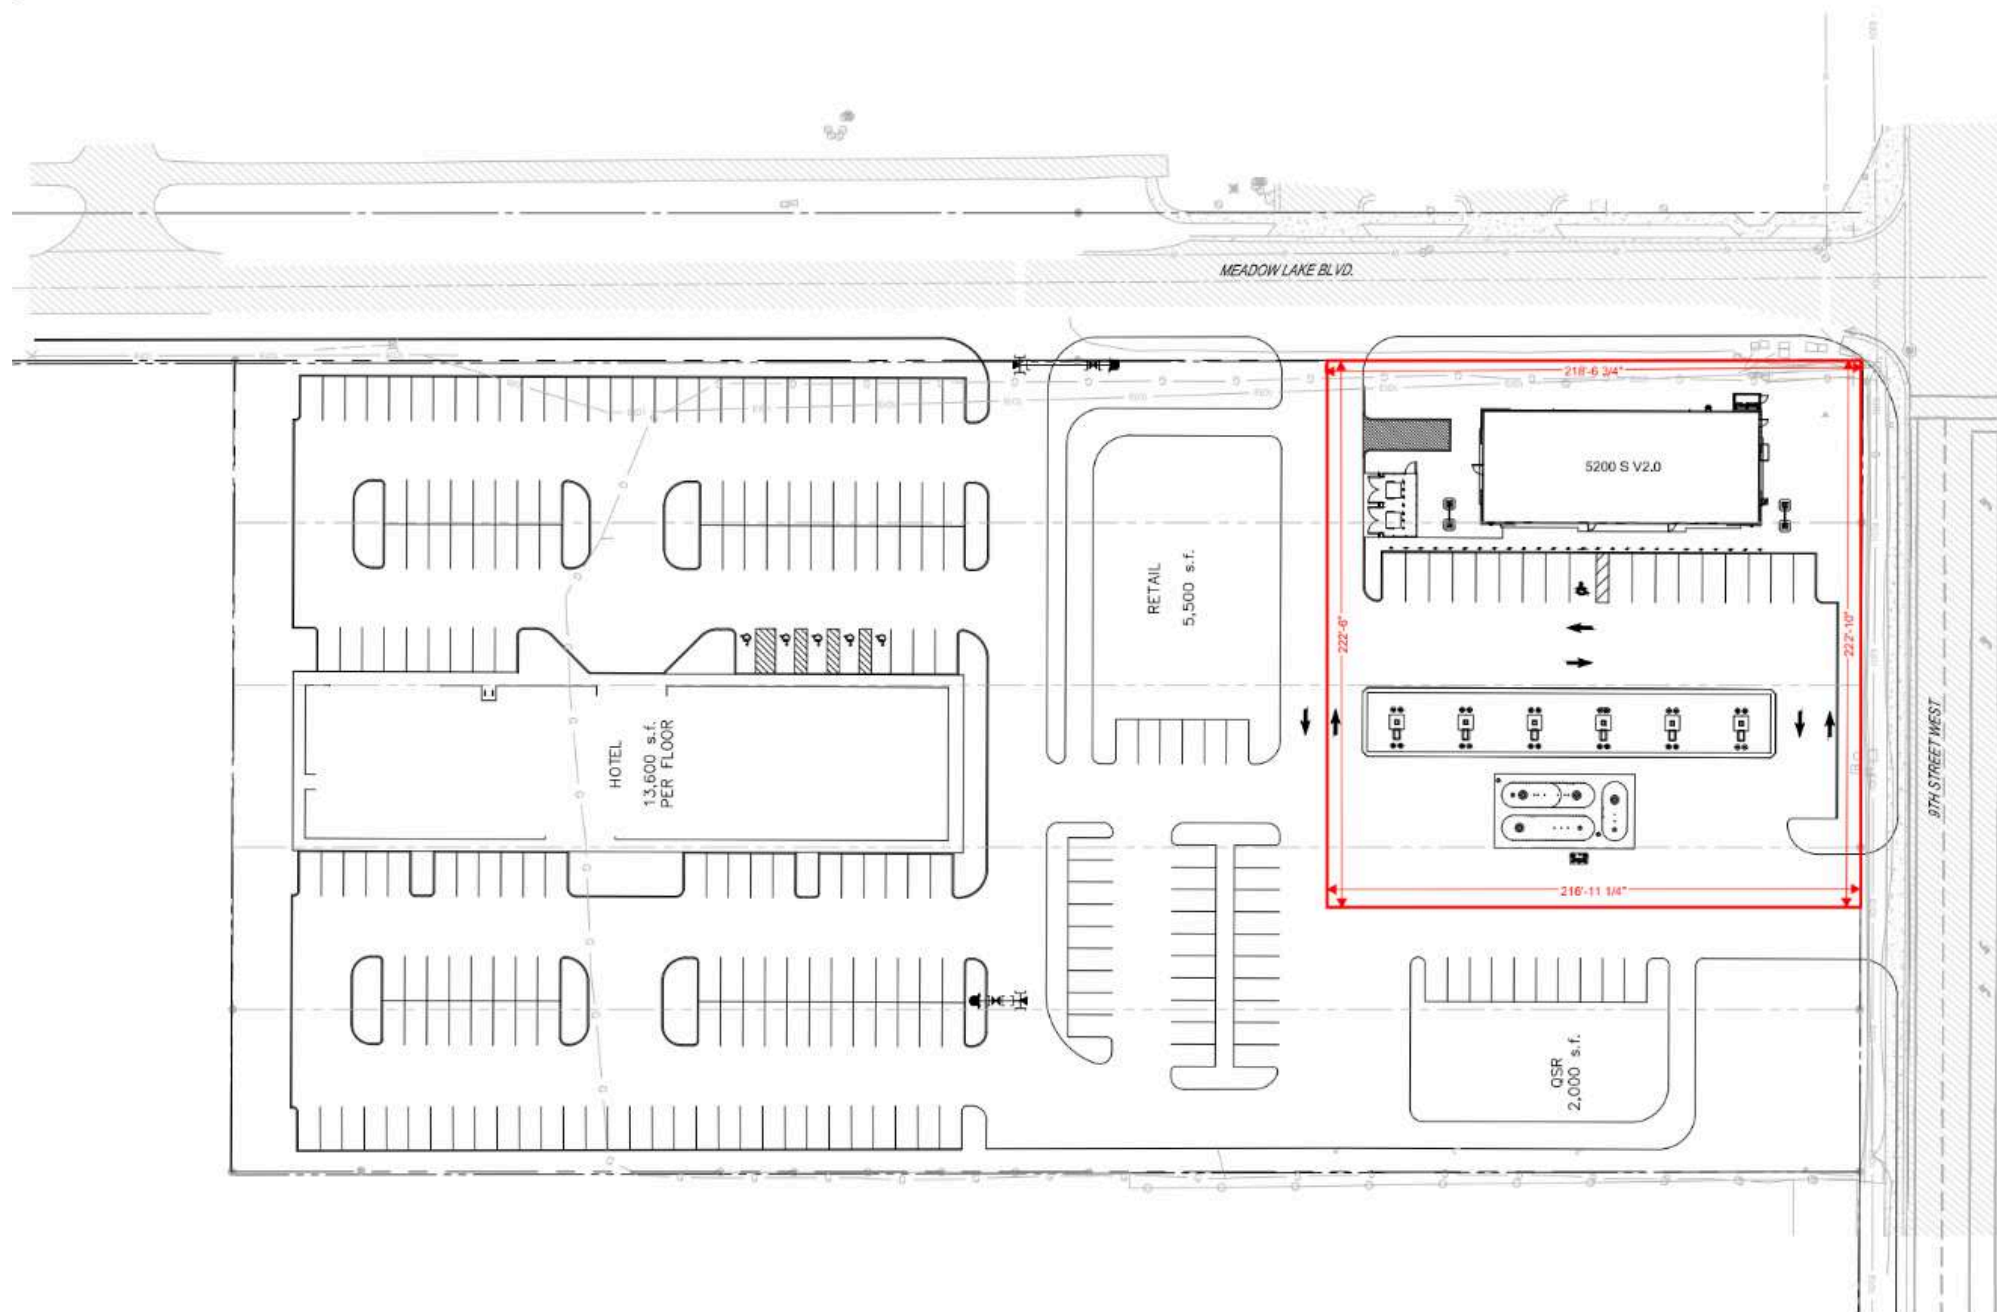 MEADOW LAKE BLVD.
218'-6 3/4"
5200 S V2.0
RETAIL
5,500 s.f.
222'-6"
222'-10"
HOTEL
13,600 s.f.
PER FLOOR
9TH STREET WEST
216'-11 1/4"
QSR
2,000 s.f.